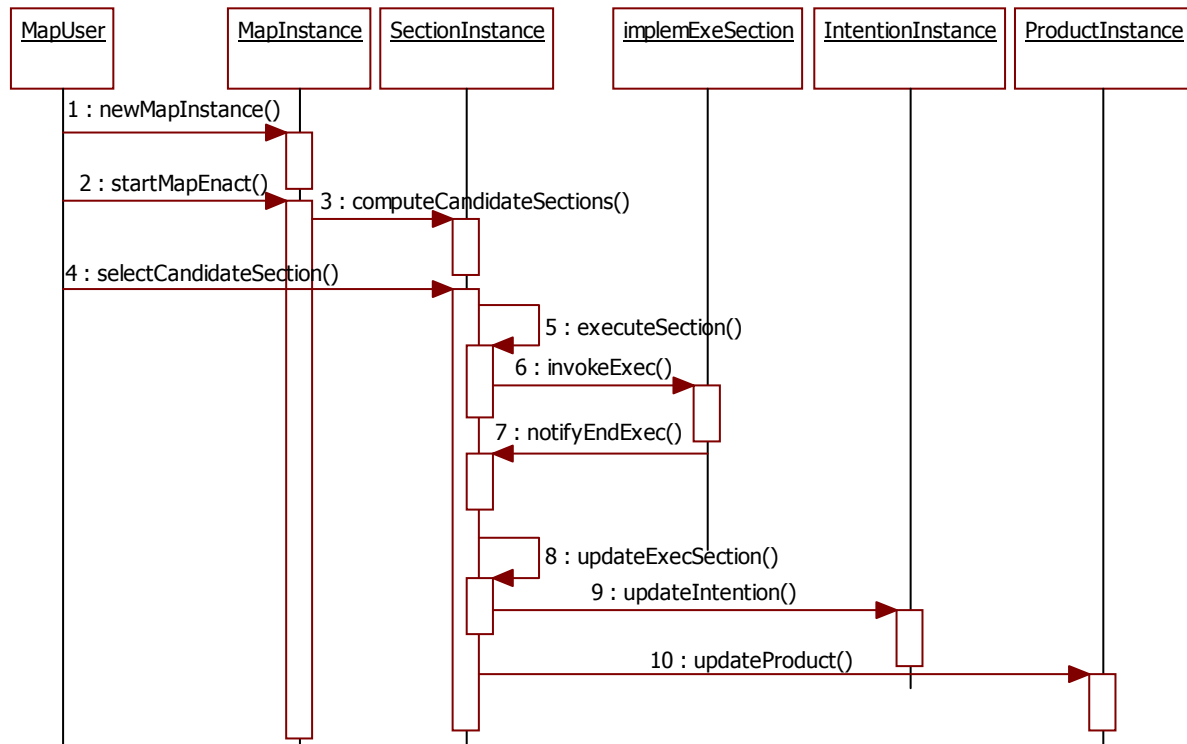 MapUser
MapInstance
SectionInstance
implemExeSection
IntentionInstance
ProductInstance
1 : newMapInstance()
2 : startMapEnact()
3 : computeCandidateSections()
4 : selectCandidateSection()
5 : executeSection()
6 : invokeExec()
7 : notifyEndExec()
8 : updateExecSection()
9 : updateIntention()
10 : updateProduct()